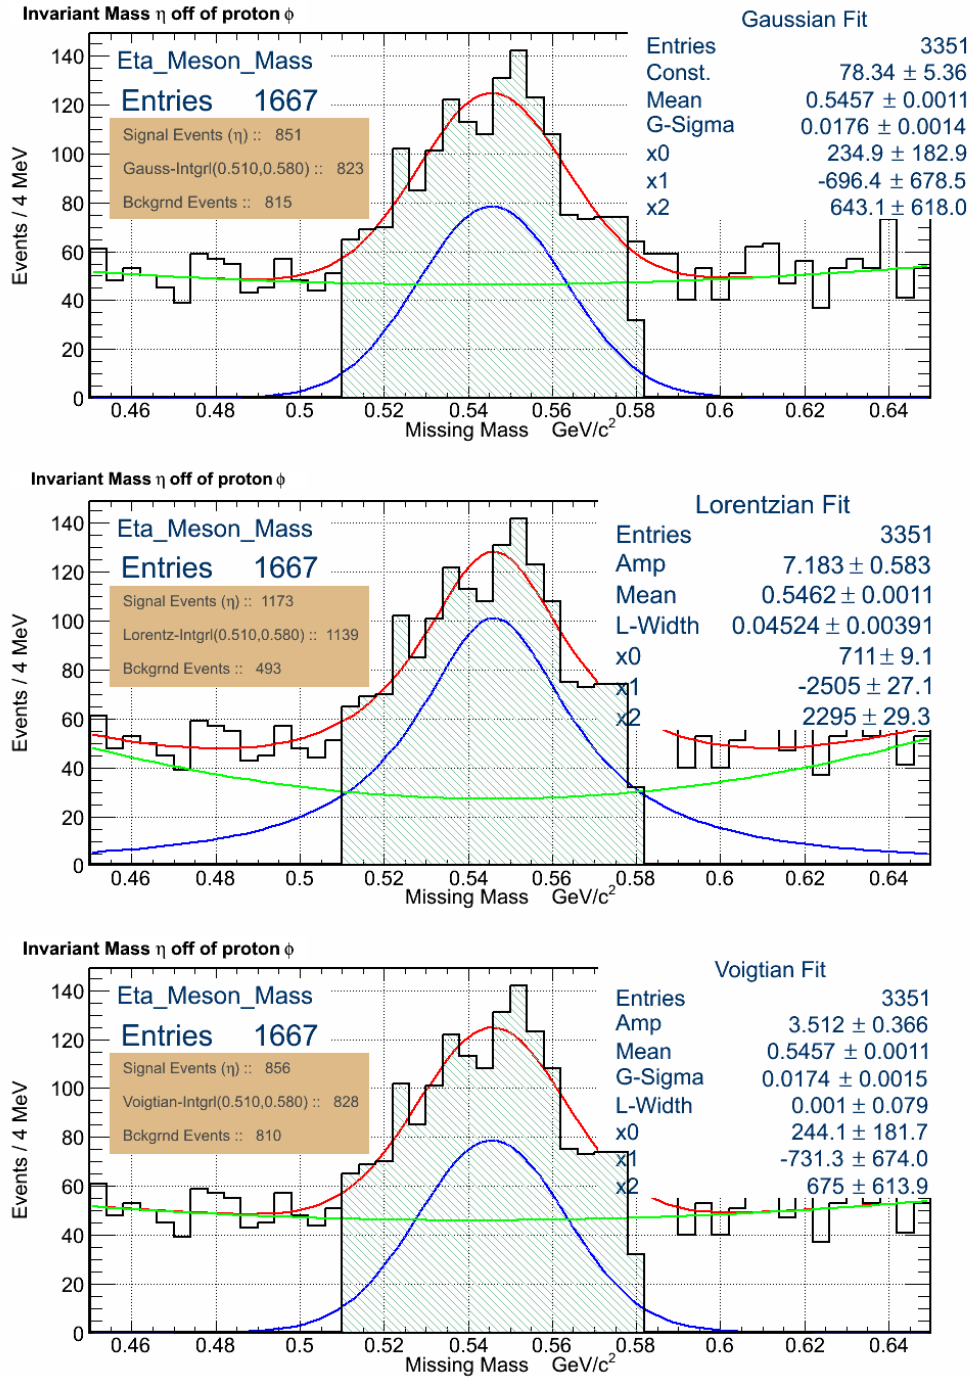 Invariant Mass η off of proton ϕ
Gaussian Fit
Entries 3351
Const. 78.34 ± 5.36
Mean 0.5457 ± 0.0011
G-Sigma 0.0176 ± 0.0014
x0 234.9 ± 182.9
x1 -696.4 ± 678.5
x2 643.1 ± 618.0
Eta_Meson_Mass
Entries 1667
Signal Events (η) :: 851
Gauss-Intgrl(0.510,0.580) :: 823
Bckgrnd Events :: 815
Events / 4 MeV
140
120
100
80
60
40
20
0
0.46 0.48 0.5 0.52 0.54 0.56 0.58 0.6 0.62 0.64
Missing Mass GeV/c²
Invariant Mass η off of proton ϕ
Lorentzian Fit
Entries 3351
Amp 7.183 ± 0.583
Mean 0.5462 ± 0.0011
L-Width 0.04524 ± 0.00391
x0 711 ± 9.1
x1 -2505 ± 27.1
x2 2295 ± 29.3
Eta_Meson_Mass
Entries 1667
Signal Events (η) :: 1173
Lorentz-Intgrl(0.510,0.580) :: 1139
Bckgrnd Events :: 493
Events / 4 MeV
140
120
100
80
60
40
20
0
0.46 0.48 0.5 0.52 0.54 0.56 0.58 0.6 0.62 0.64
Missing Mass GeV/c²
Invariant Mass η off of proton ϕ
Voigtian Fit
Entries 3351
Amp 3.512 ± 0.366
Mean 0.5457 ± 0.0011
G-Sigma 0.0174 ± 0.0015
L-Width 0.001 ± 0.079
x0 244.1 ± 181.7
x1 -731.3 ± 674.0
x2 675 ± 613.9
Eta_Meson_Mass
Entries 1667
Signal Events (η) :: 856
Voigtian-Intgrl(0.510,0.580) :: 828
Bckgrnd Events :: 810
Events / 4 MeV
140
120
100
80
60
40
20
0
0.46 0.48 0.5 0.52 0.54 0.56 0.58 0.6 0.62 0.64
Missing Mass GeV/c²